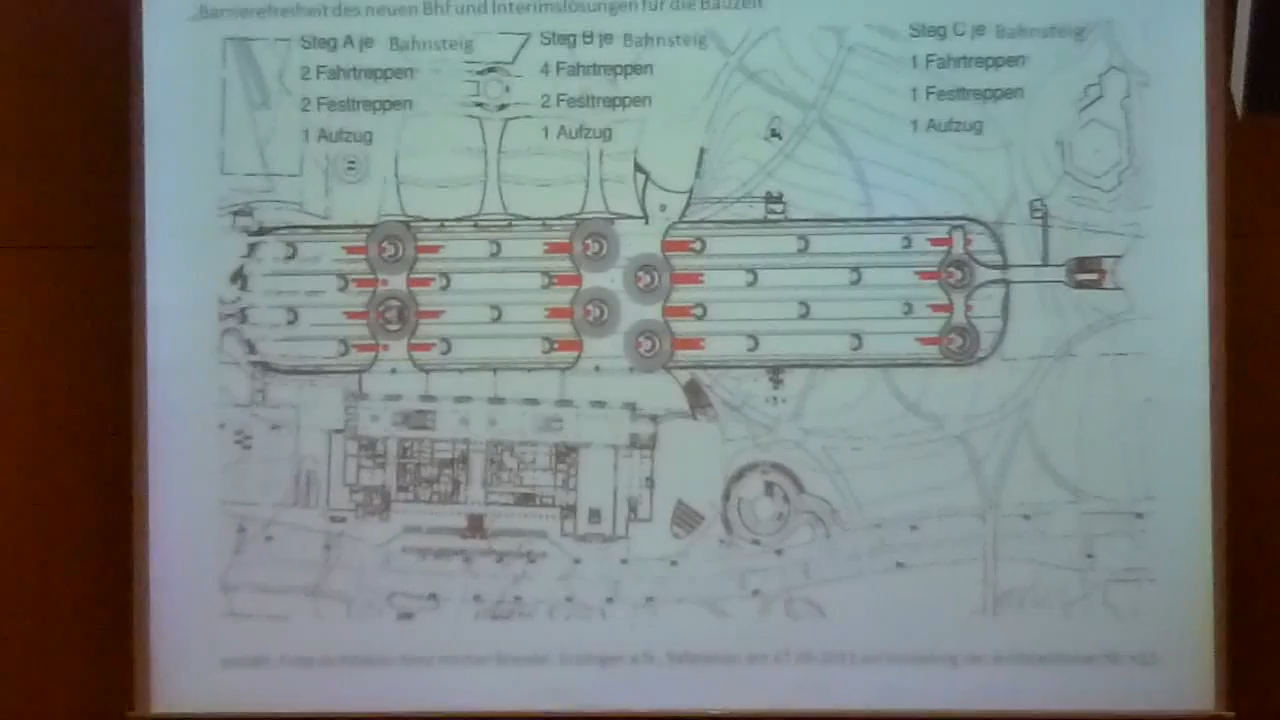 „Barrierefreiheit des neuen Bhf und Interimslösungen für die Bauzeit
Steg A je Bahnsteig
2 Fahrtreppen
2 Festtreppen
1 Aufzug
Steg B je Bahnsteig
4 Fahrtreppen
2 Festtreppen
1 Aufzug
Steg C je Bahnsteig
1 Fahrtreppen
1 Festtreppen
1 Aufzug